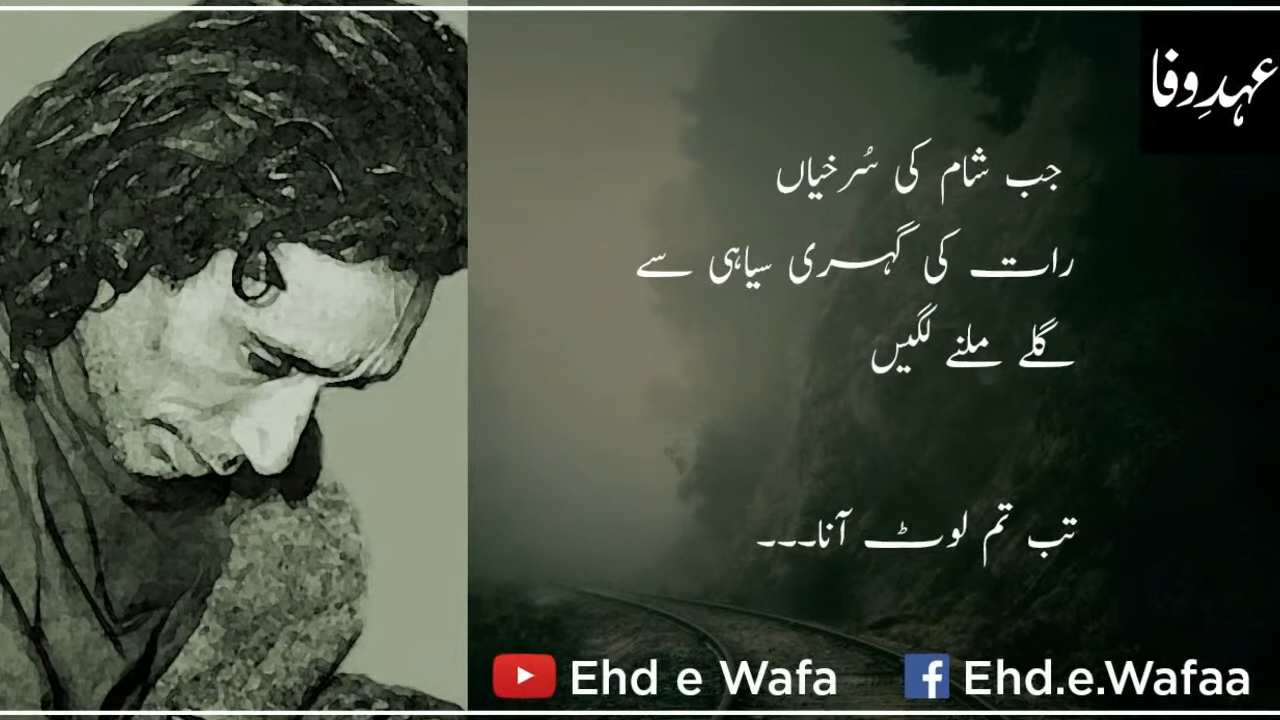 عہدِ وفا
جب شام کی سُرخیاں
رات کی گہری سیاہی سے
گلے ملنے لگیں
تب تم لوٹ آنا۔۔۔
Ehd e Wafa
Ehd.e.Wafaa